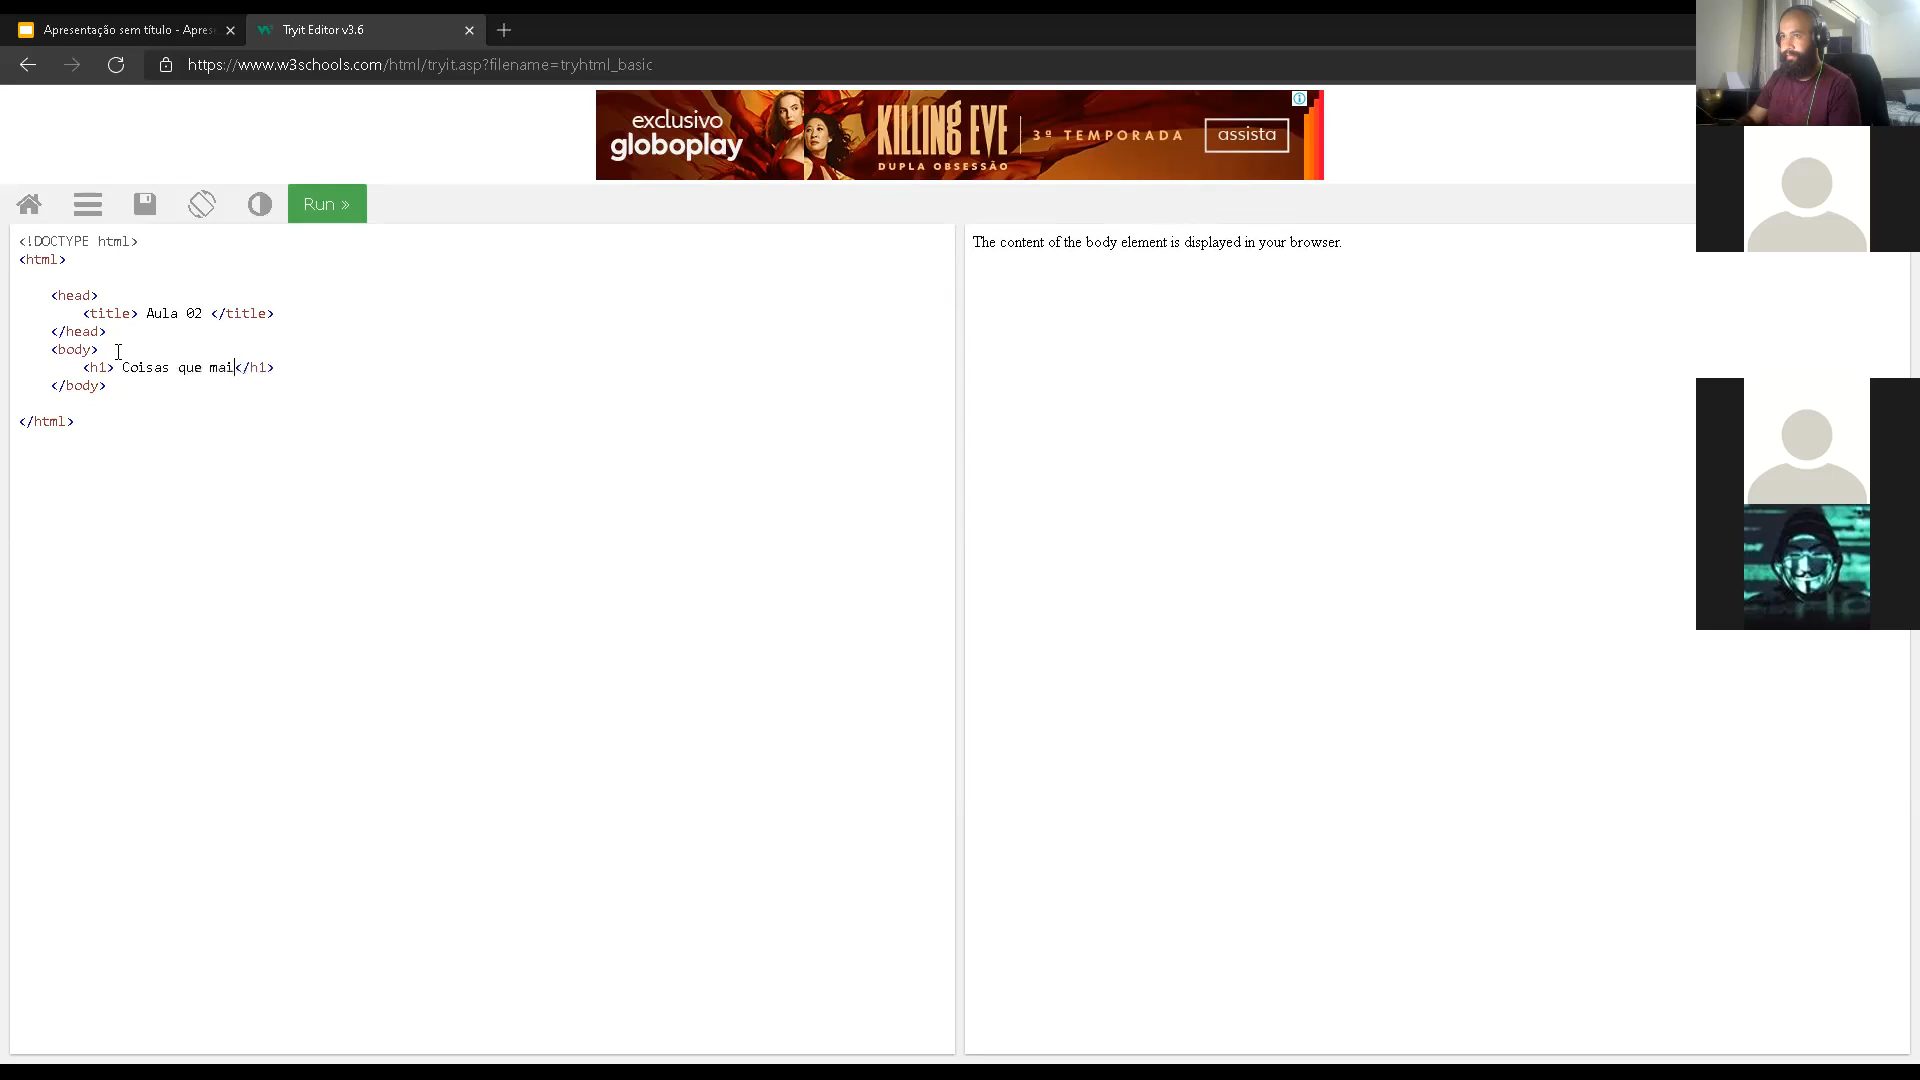 Apresentação sem título - Apres
Tryit Editor v3.6
https://www.w3schools.com/html/tryit.asp?filename=tryhtml_basic
exclusivo
globoplay
KILLING EVE
DUPLA OBSESSÃO
3ª TEMPORADA
assista
Run »
<!DOCTYPE html>
<html>
<head>
<title> Aula 02 </title>
</head>
<body>
<h1> Coisas que mai</h1>
</body>
</html>
The content of the body element is displayed in your browser.